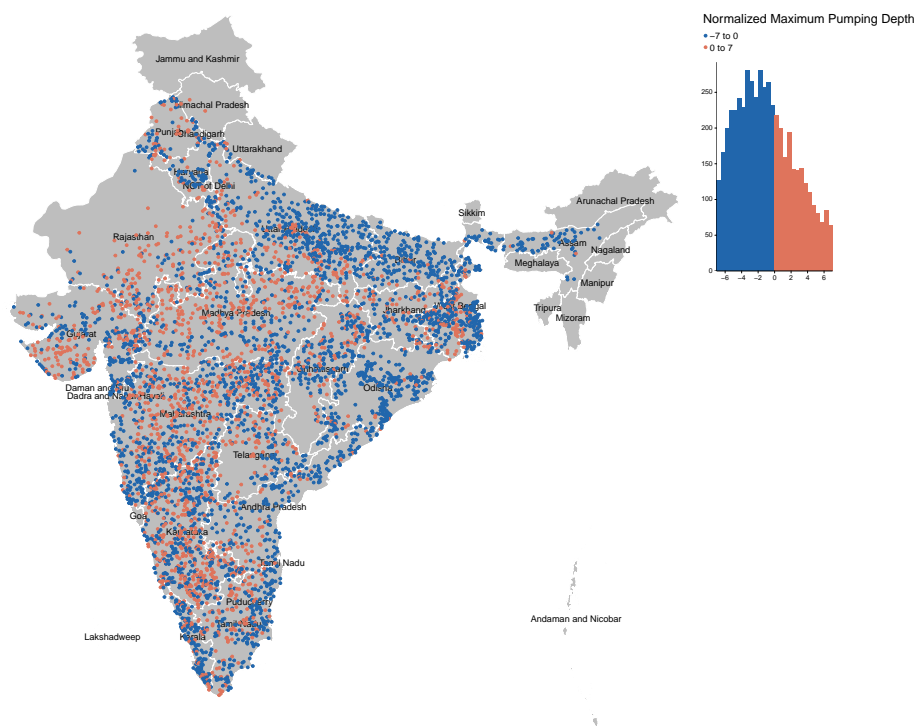 Normalized Maximum Pumping Depth
−7 to 0
0 to 7
250
200
150
100
50
0
−6 −4 −2 0 2 4 6
Jammu and Kashmir
Himachal Pradesh
Punjab
Chandigarh
Uttarakhand
Haryana
NCT of Delhi
Arunachal Pradesh
Sikkim
Uttar Pradesh
Rajasthan
Assam
Nagaland
Bihar
Meghalaya
Manipur
Tripura
Mizoram
Jharkhand
West Bengal
Madhya Pradesh
Gujarat
Chhattisgarh
Odisha
Daman and Diu
Dadra and Nagar Haveli
Maharashtra
Telangana
Andhra Pradesh
Goa
Karnataka
Tamil Nadu
Puducherry
Tamil Nadu
Kerala
Lakshadweep
Andaman and Nicobar